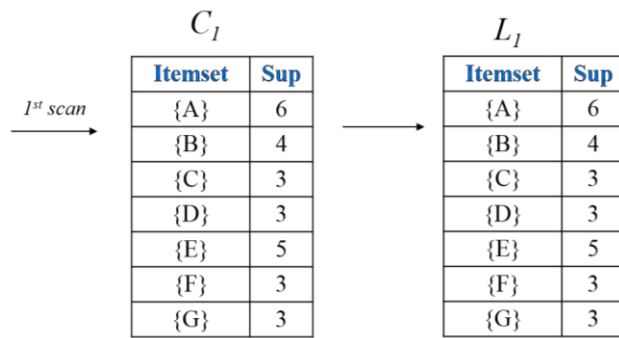 C₁ L₁
Itemset Sup Itemset Sup
1st scan
{A} 6 {A} 6
{B} 4 {B} 4
{C} 3 {C} 3
{D} 3 {D} 3
{E} 5 {E} 5
{F} 3 {F} 3
{G} 3 {G} 3